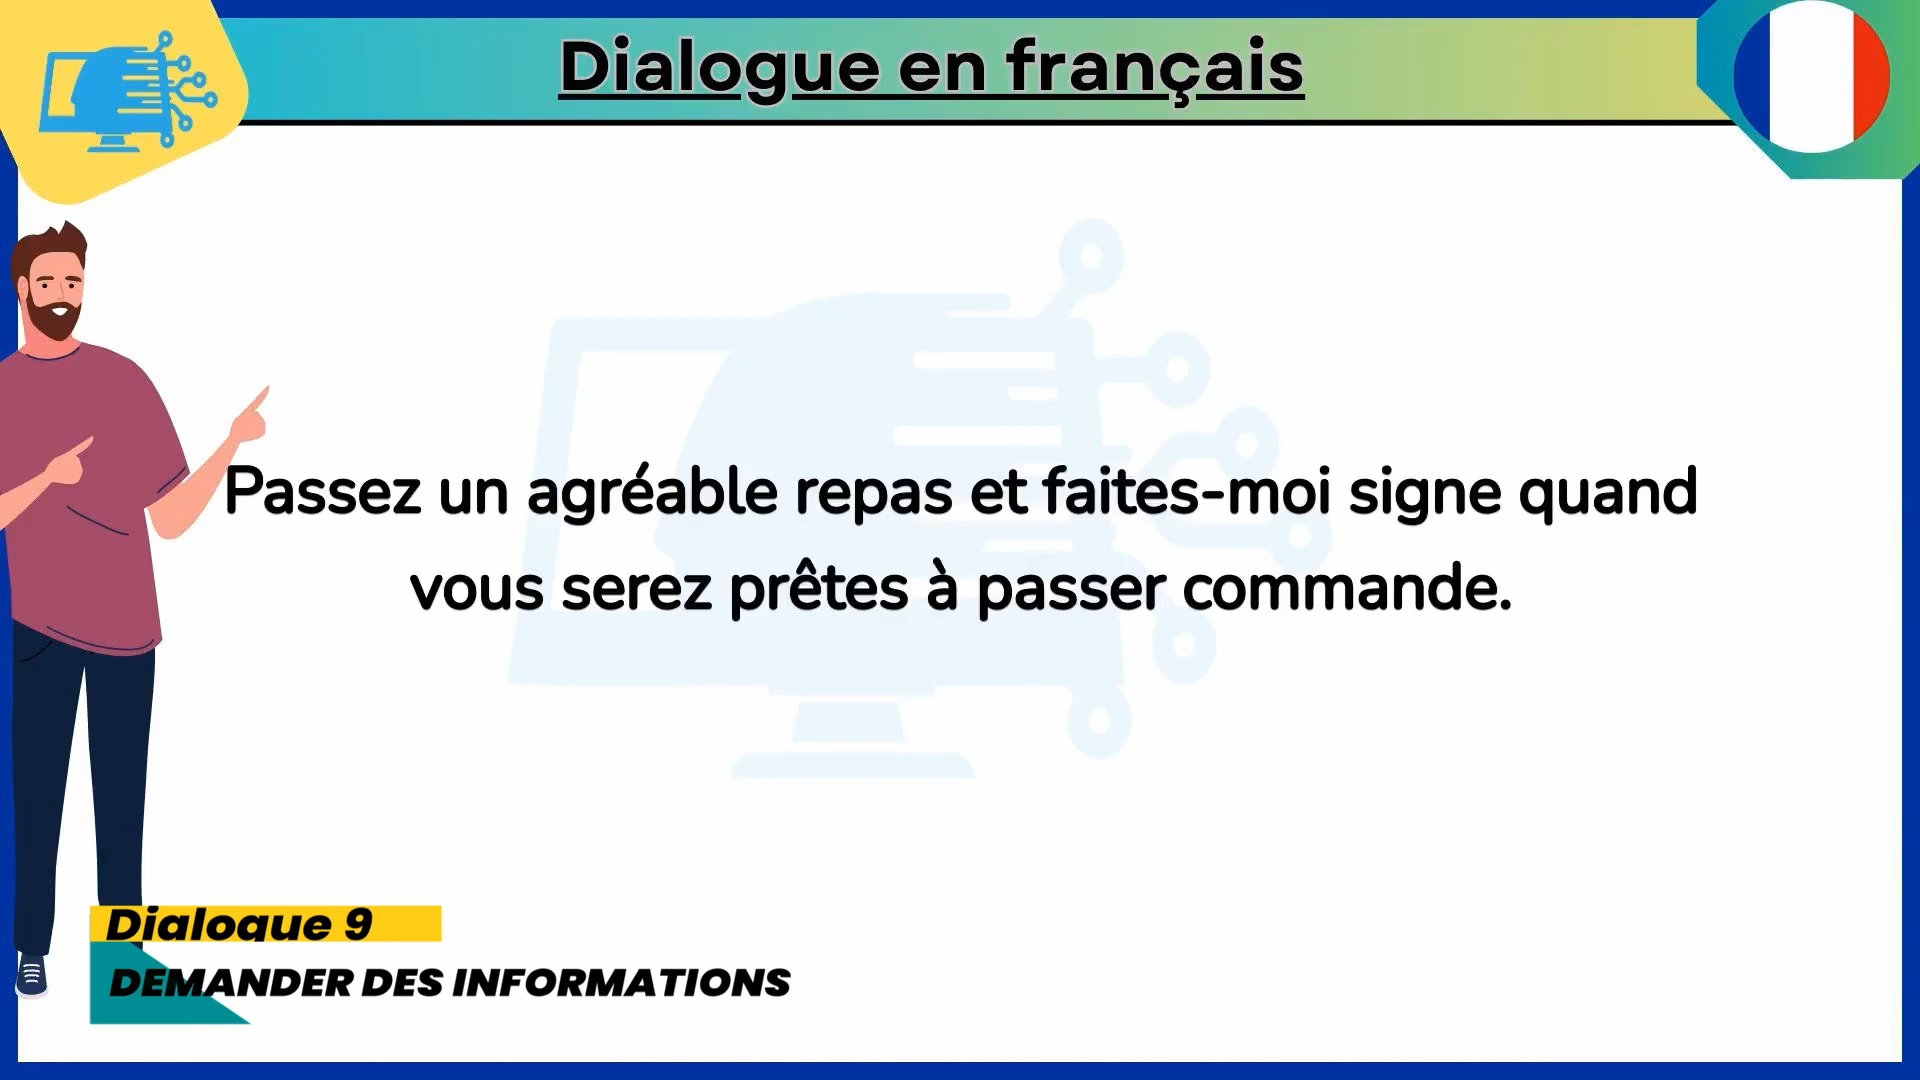 Dialogue en français
Passez un agréable repas et faites-moi signe quand
vous serez prêtes à passer commande.
Dialogue 9
DEMANDER DES INFORMATIONS